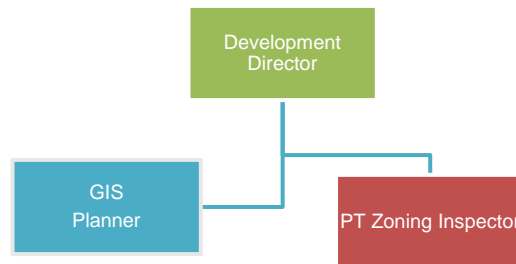 Development
Director
GIS
Planner
PT Zoning Inspector